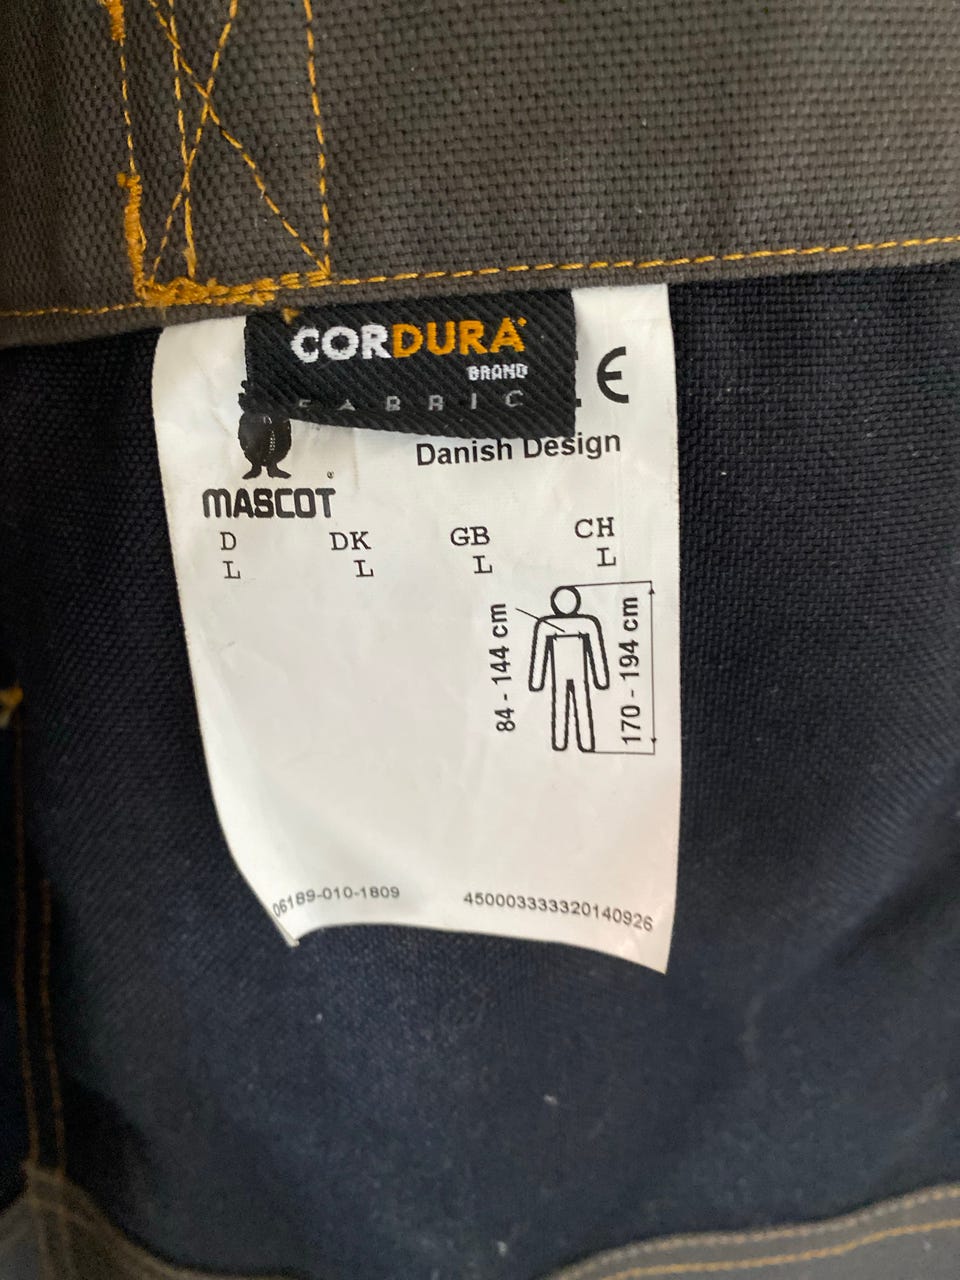 CORDURA
BRAND
FABRIC
CE
Danish Design
MASCOT®
D DK GB CH
L L L L
84 - 144 cm
170 - 194 cm
06189-010-1809
450003333320140926